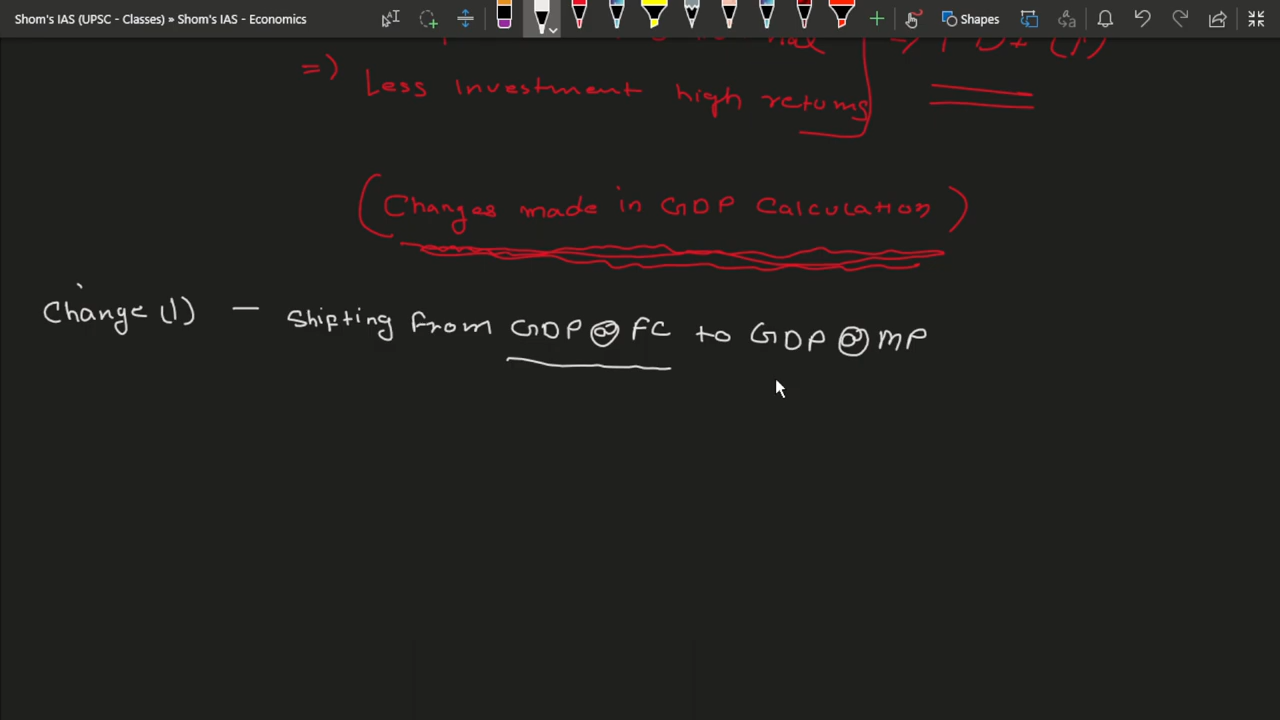 Shom's IAS (UPSC - Classes) » Shom's IAS - Economics
Shapes
=) Less investment high returns
(Changes made in GDP Calculation)
Change (1) — Shifting from GDP@FC to GDP@MP